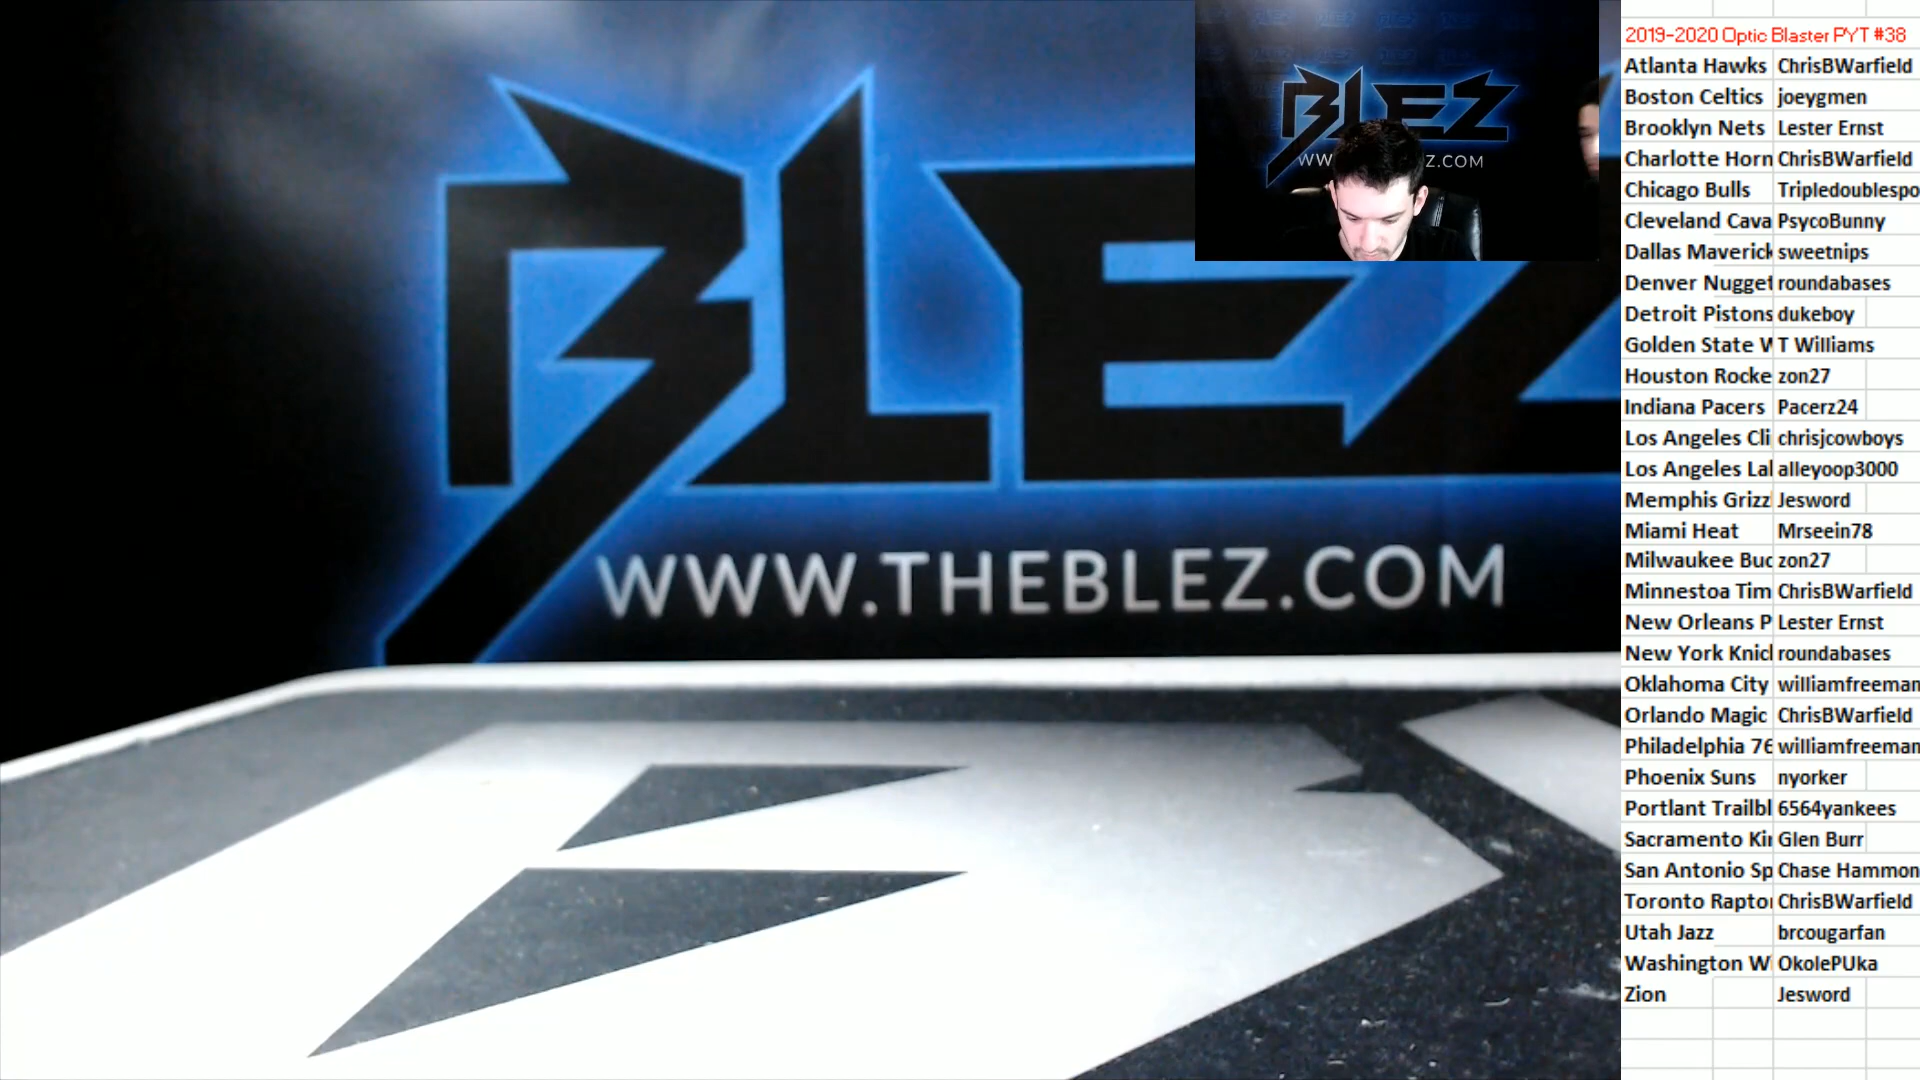 BLEZ
WWW.THEBLEZ.COM
BLEZ
2019-2020 Optic Blaster PYT #38
Atlanta Hawks ChrisBWarfield
Boston Celtics joeygmen
Brooklyn Nets Lester Ernst
Charlotte Horn ChrisBWarfield
Chicago Bulls Tripledoublespo
Cleveland Cava PsycoBunny
Dallas Maverick sweetnips
Denver Nugget roundabases
Detroit Pistons dukeboy
Golden State W T Williams
Houston Rocke zon27
Indiana Pacers Pacerz24
Los Angeles Cli chrisjcowboys
Los Angeles Lal alleyoop3000
Memphis Grizz Jesword
Miami Heat Mrseein78
Milwaukee Buc zon27
Minnestoa Tim ChrisBWarfield
New Orleans P Lester Ernst
New York Knicl roundabases
Oklahoma City williamfreeman
Orlando Magic ChrisBWarfield
Philadelphia 76 williamfreeman
Phoenix Suns nyorker
Portlant Trailbl 6564yankees
Sacramento Kin Glen Burr
San Antonio Sp Chase Hammon
Toronto Raptor ChrisBWarfield
Utah Jazz brcougarfan
Washington Wi OkolePUka
Zion Jesword